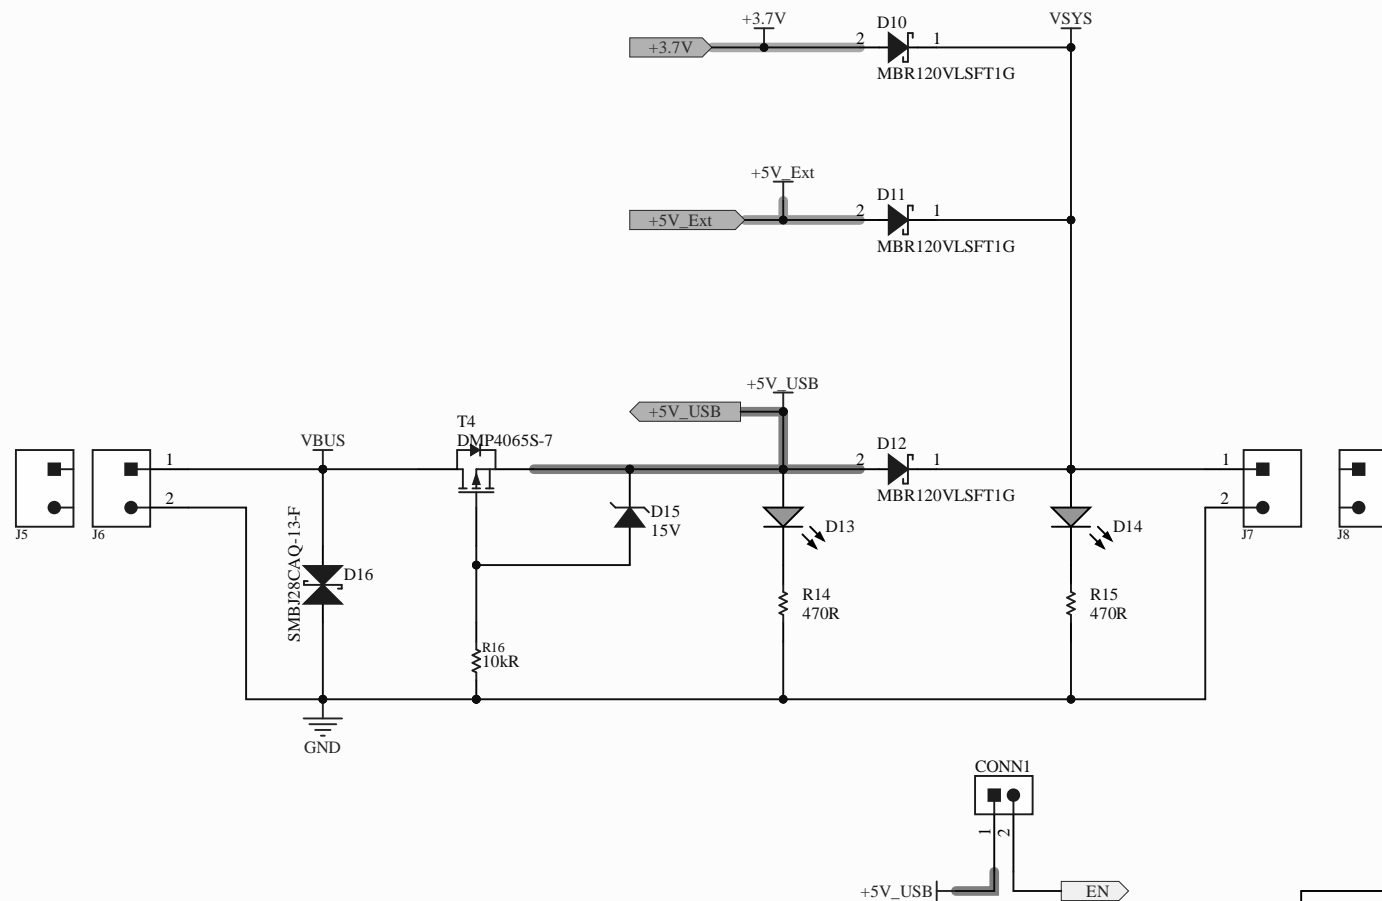 +3.7V
D10
VSYS
+3.7V
2
1
MBR120VLSFT1G
+5V_Ext
D11
+5V_Ext
2
1
MBR120VLSFT1G
+5V_USB
+5V_USB
T4
DMP4065S-7
VBUS
D12
1
2
1
1
MBR120VLSFT1G
2
2
J5
J6
D15
15V
D13
D14
J7
J8
SMBJ28CAQ-13-F
D16
R14
470R
R15
470R
R16
10kR
GND
CONN1
1
2
+5V_USB
EN